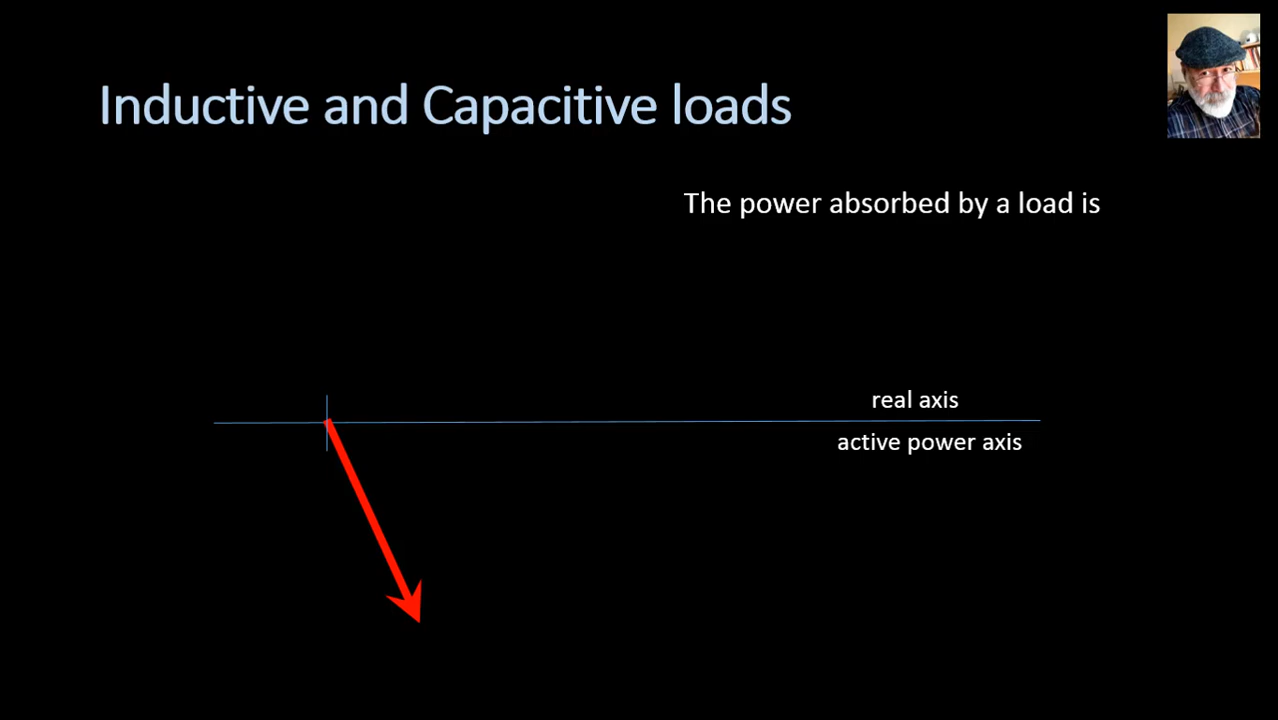 Inductive and Capacitive loads
The power absorbed by a load is
real axis
active power axis